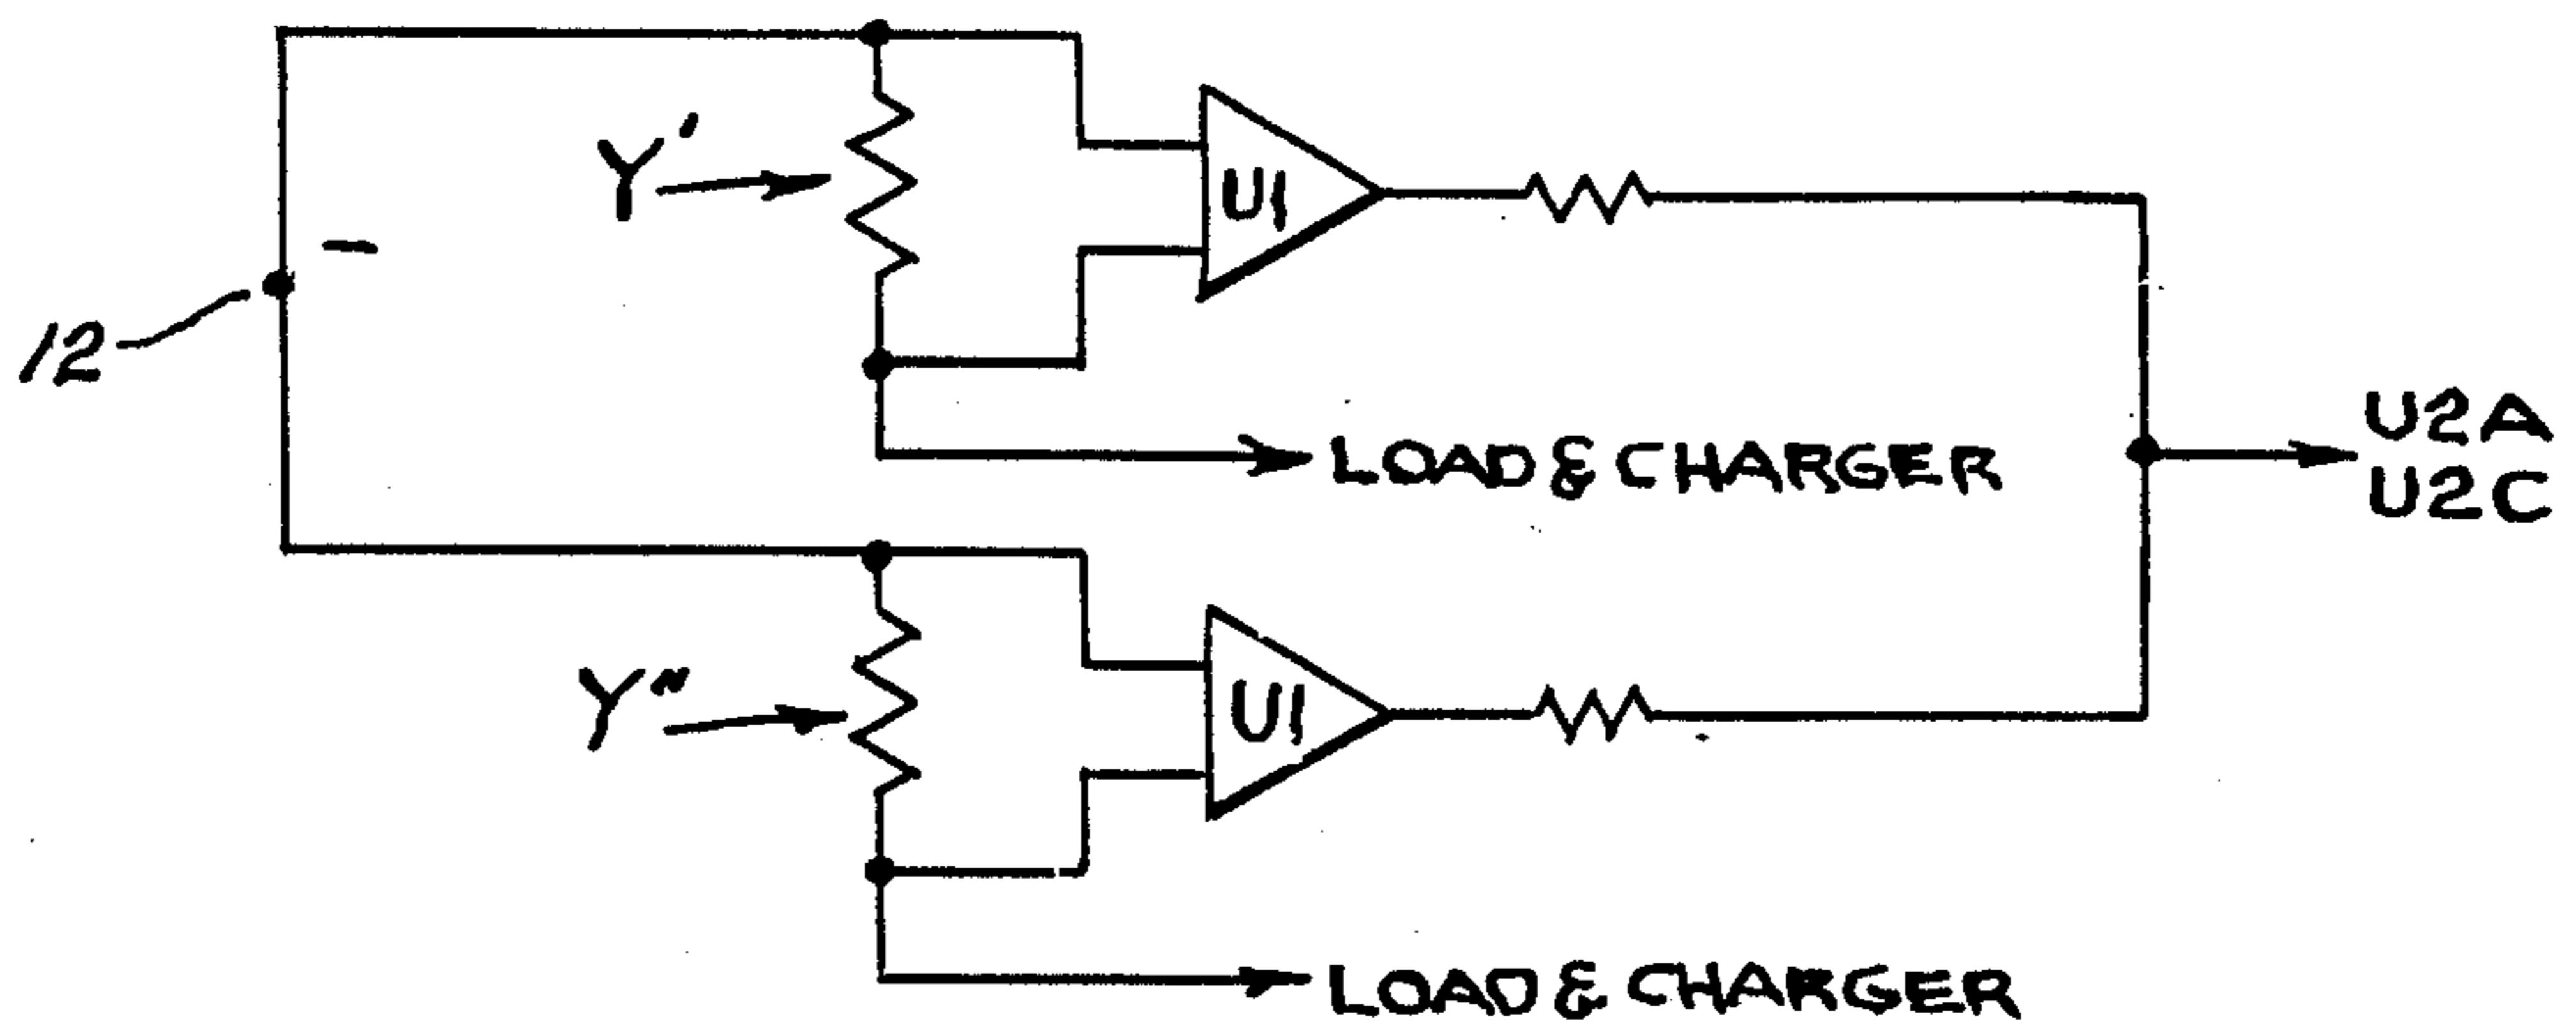 Y'
U1
12
-
LOAD & CHARGER
U2A
U2C
Y"
U1
LOAD & CHARGER